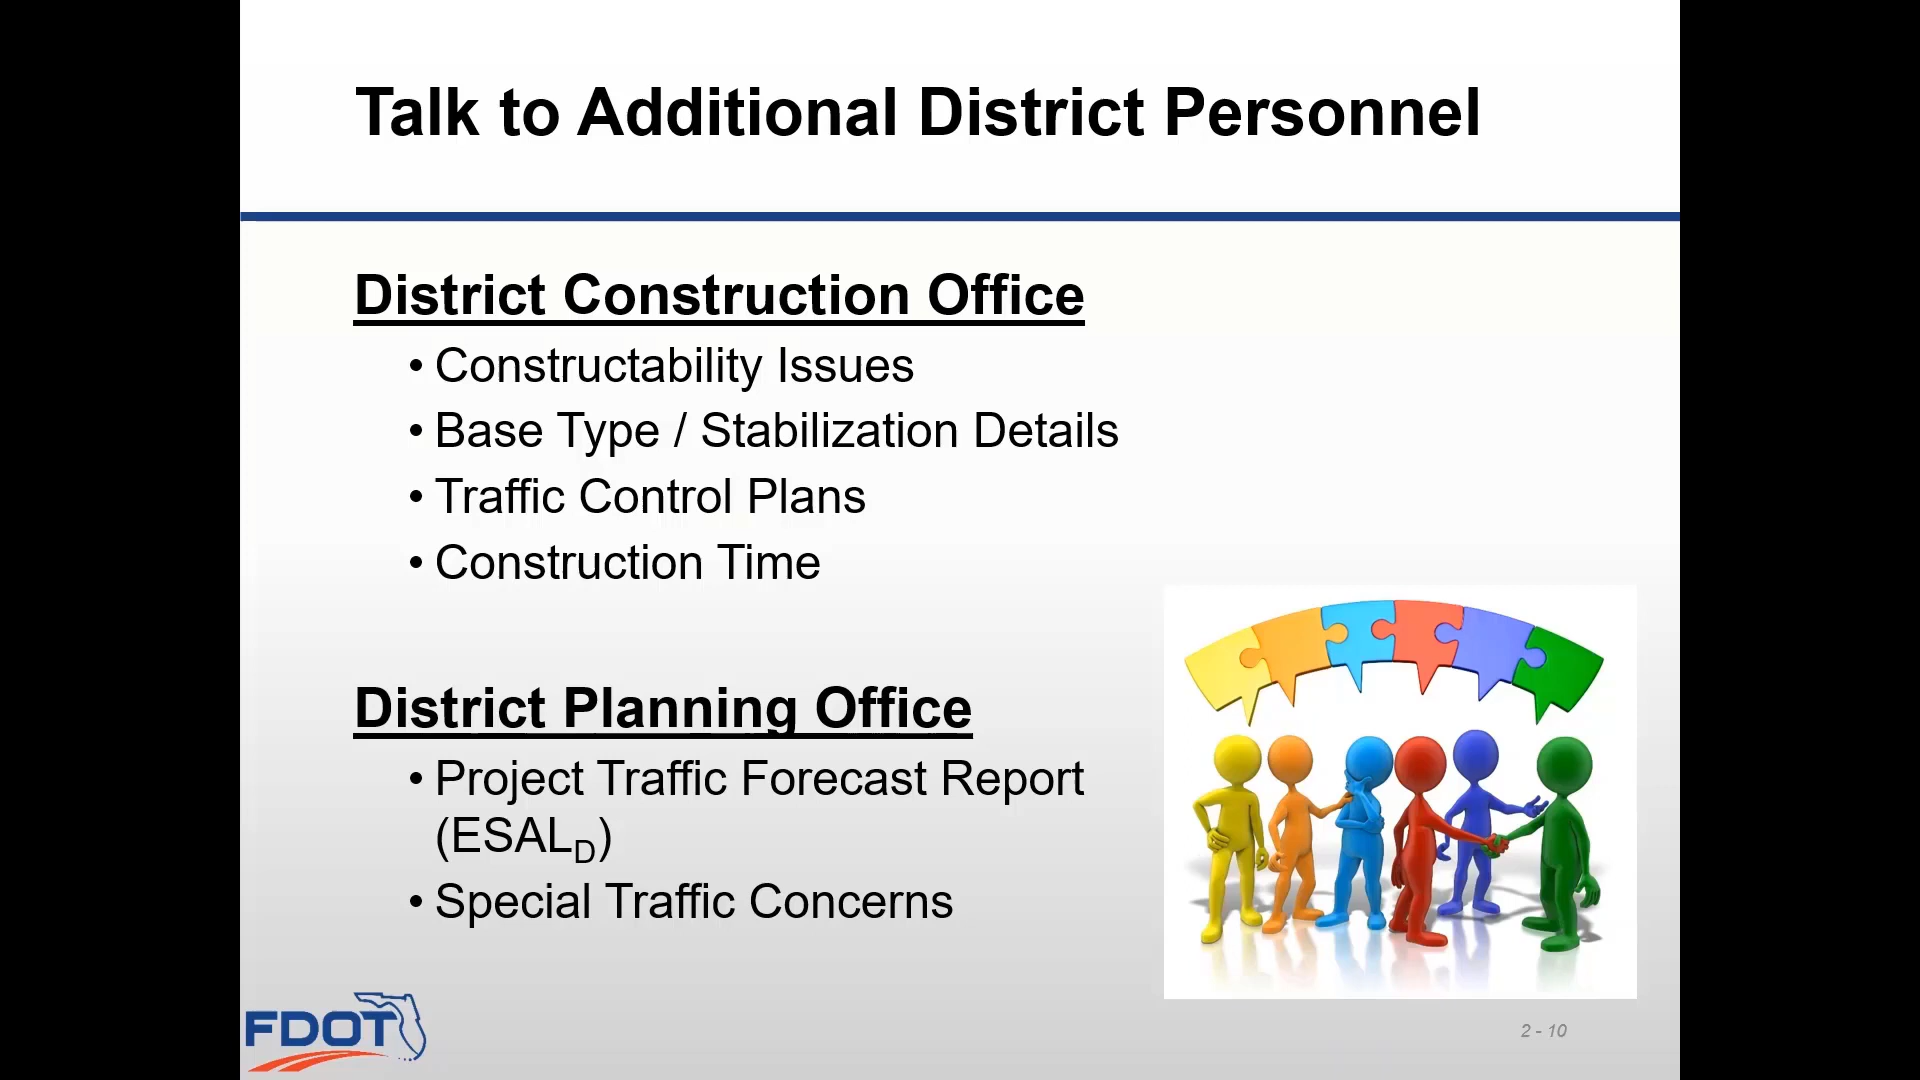 Talk to Additional District Personnel
District Construction Office
• Constructability Issues
• Base Type / Stabilization Details
• Traffic Control Plans
• Construction Time
District Planning Office
• Project Traffic Forecast Report
(ESALD)
• Special Traffic Concerns
FDOT
2 - 10